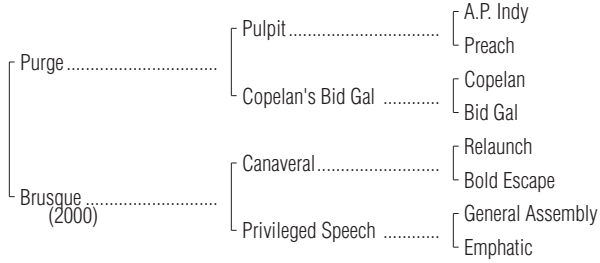 A.P. Indy
Pulpit
Preach
Purge
Copelan
Copelan's Bid Gal
Bid Gal
Relaunch
Canaveral
Bold Escape
Brusque
(2000)
General Assembly
Privileged Speech
Emphatic